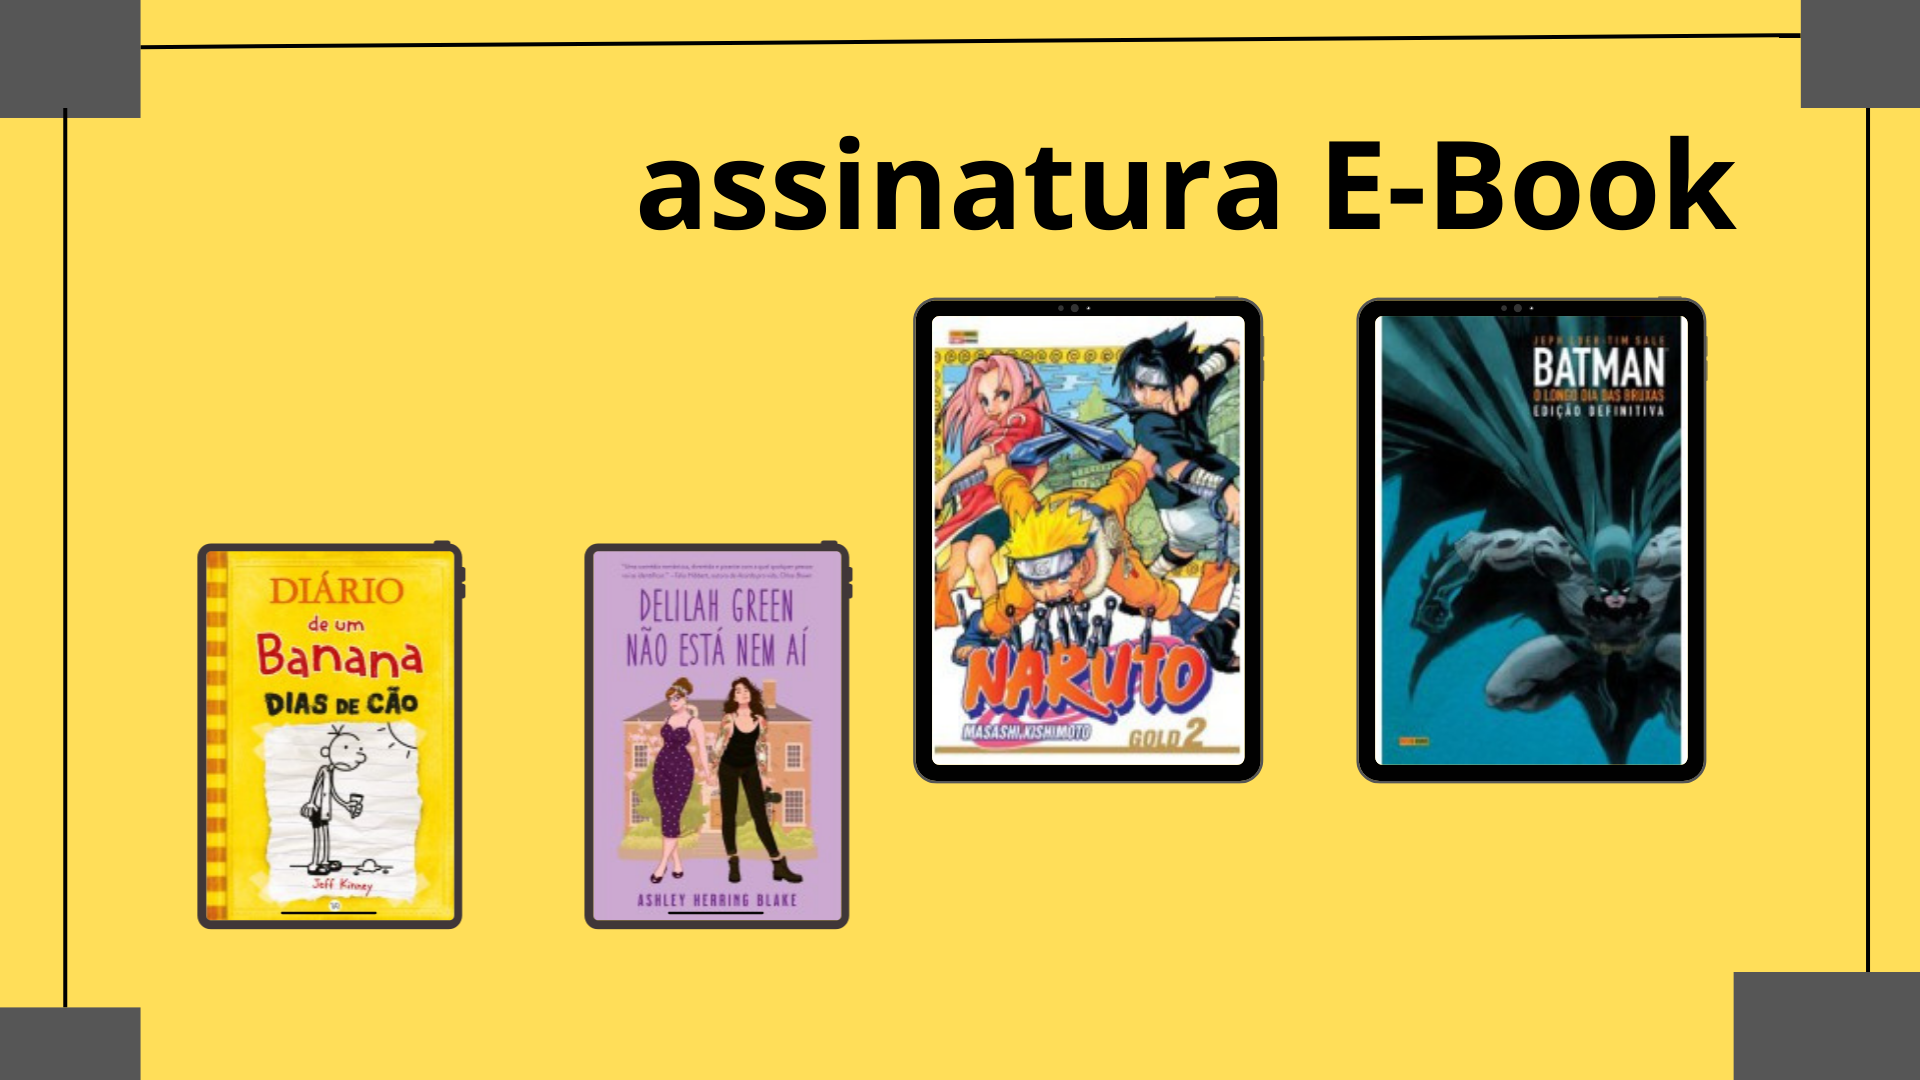 assinatura E-Book
DIÁRIO
de um
Banana
DIAS DE CÃO
Jeff Kinney
DELILAH GREEN
NÃO ESTÁ NEM AÍ
ASHLEY HERRING BLAKE
NARUTO
MASASHI KISHIMOTO
GOLD 2
JEPH LOEB TIM SALE
BATMAN
O LONGO DIA DAS BRUXAS
EDIÇÃO DEFINITIVA